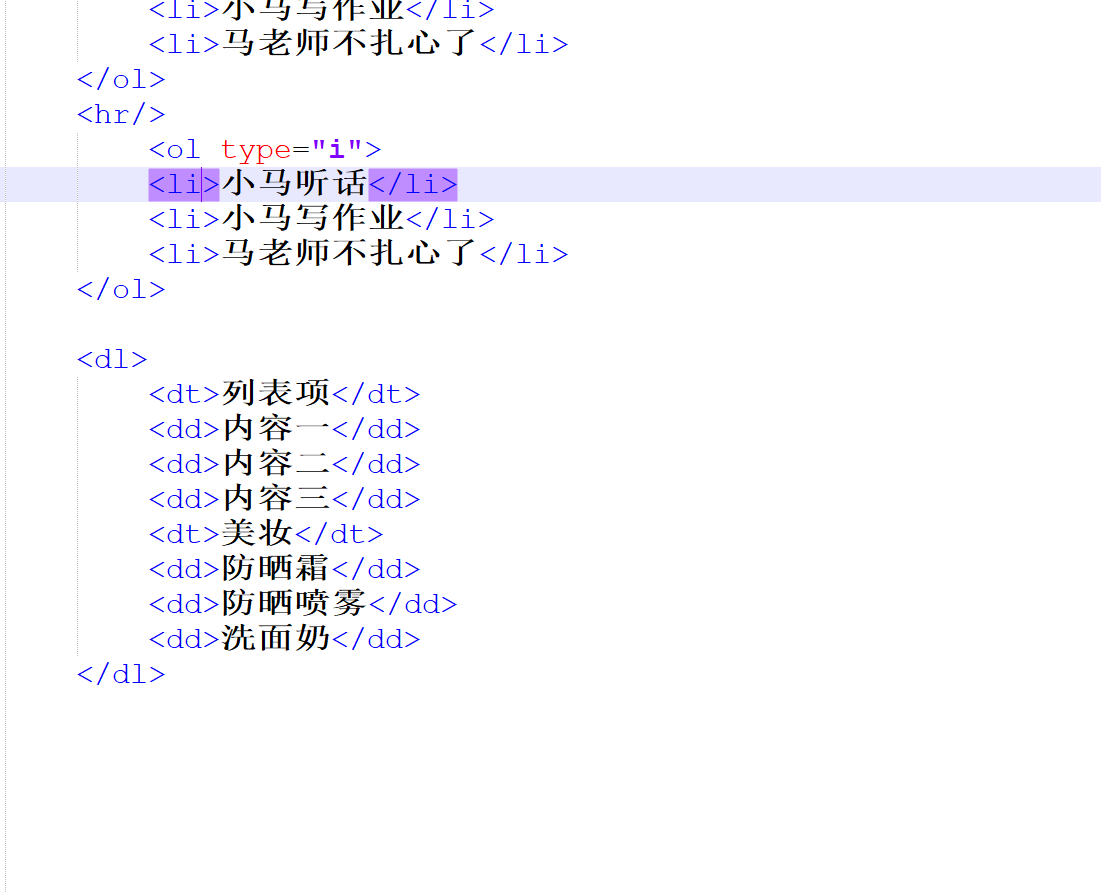 <li>小马写作业</li>
<li>马老师不扎心了</li>
</ol>
<hr/>
<ol type="i">
<li>小马听话</li>
<li>小马写作业</li>
<li>马老师不扎心了</li>
</ol>
<dl>
<dt>列表项</dt>
<dd>内容一</dd>
<dd>内容二</dd>
<dd>内容三</dd>
<dt>美妆</dt>
<dd>防晒霜</dd>
<dd>防晒喷雾</dd>
<dd>洗面奶</dd>
</dl>